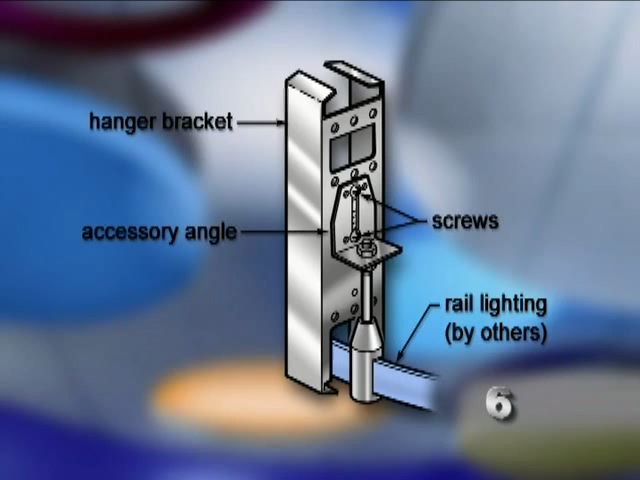 hanger bracket
accessory angle
screws
rail lighting
(by others)
6